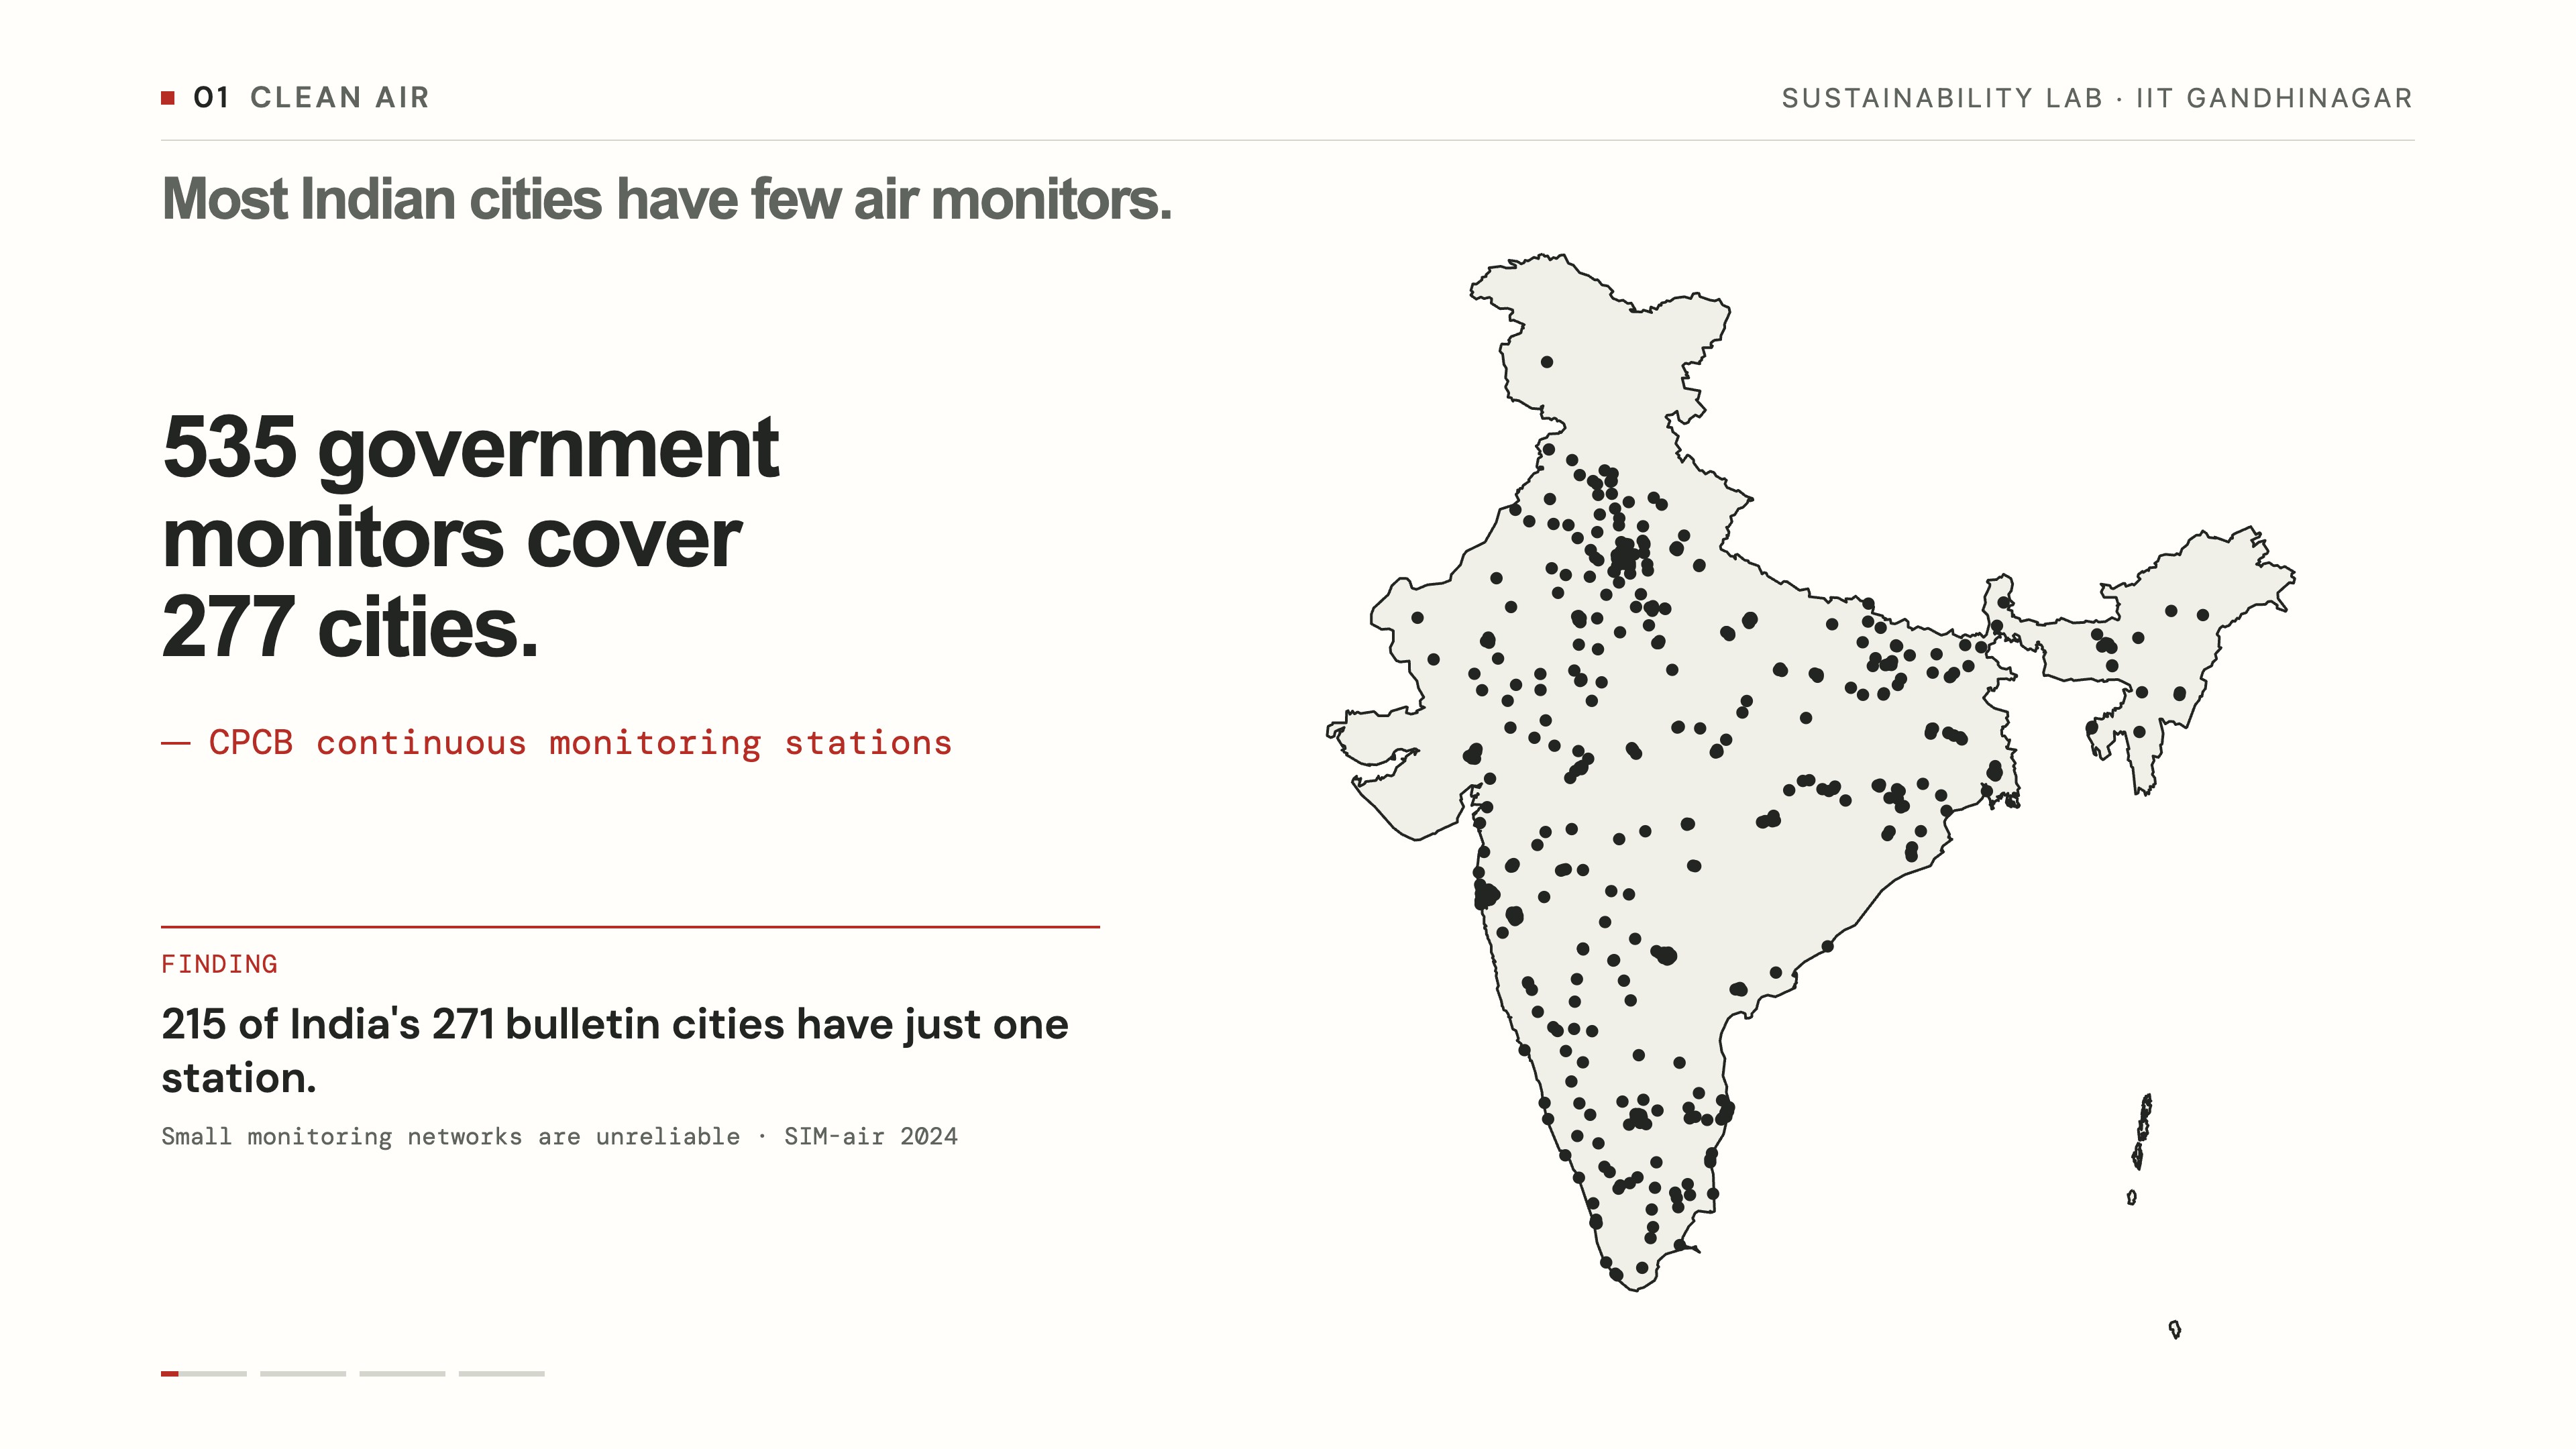 01 CLEAN AIR
SUSTAINABILITY LAB · IIT GANDHINAGAR
Most Indian cities have few air monitors.
535 government
monitors cover
277 cities.
— CPCB continuous monitoring stations
FINDING
215 of India's 271 bulletin cities have just one
station.
Small monitoring networks are unreliable · SIM-air 2024